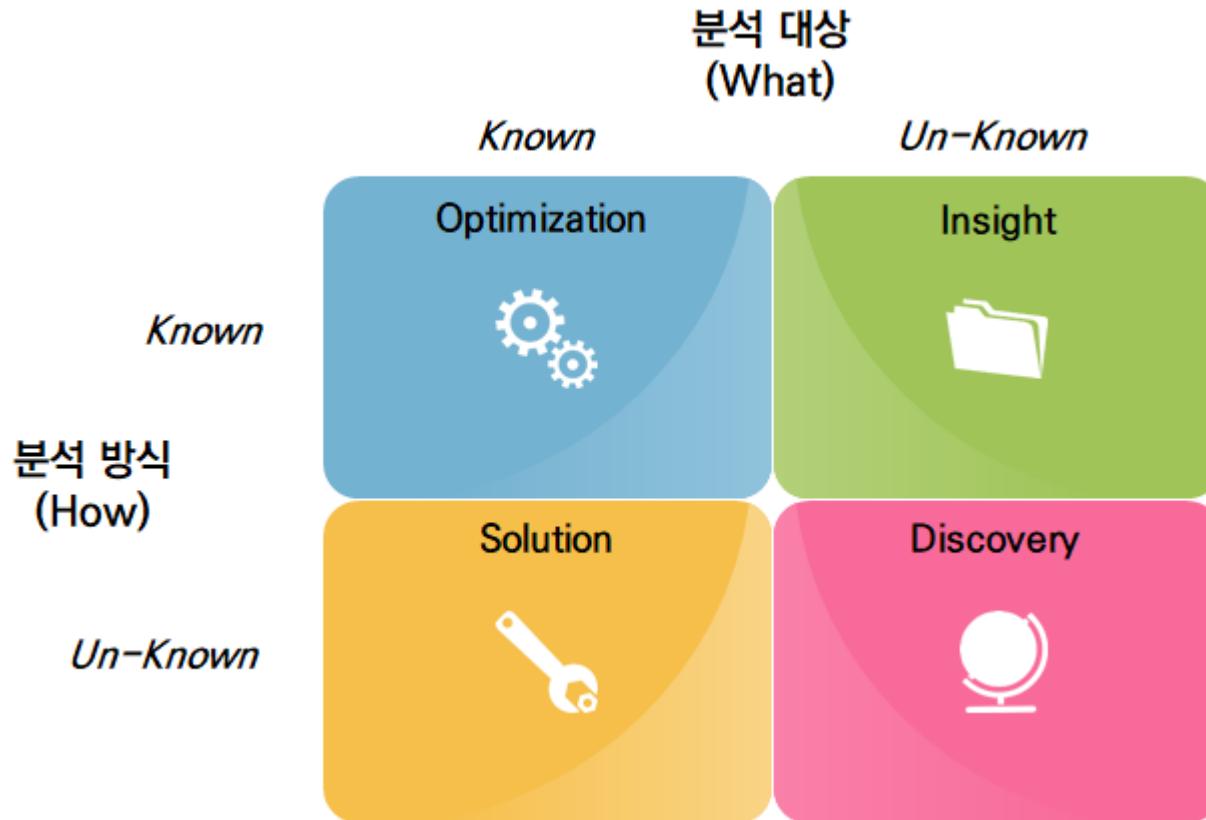 분석 대상
(What)
Known
Un-Known
Optimization
Insight
Known
분석 방식
(How)
Solution
Discovery
Un-Known